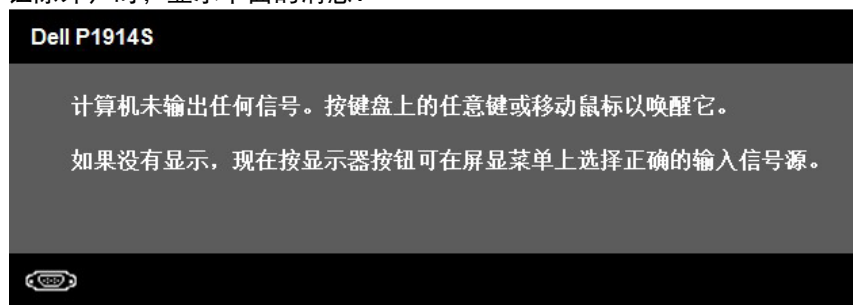 Dell P1914S
计算机未输出任何信号。按键盘上的任意键或移动鼠标以唤醒它。
如果没有显示，现在按显示器按钮可在屏显菜单上选择正确的输入信号源。